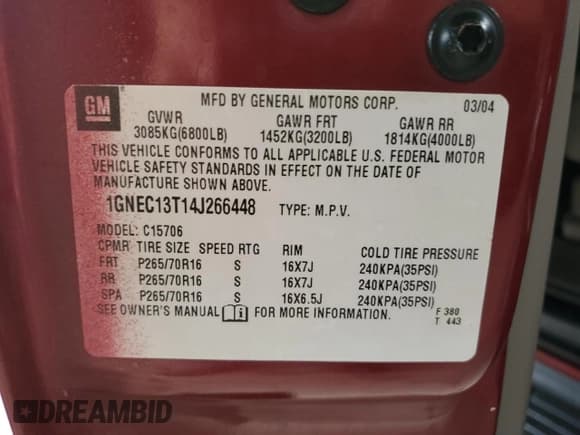 GM
MFD BY GENERAL MOTORS CORP. 03/04
GVWR GAWR FRT GAWR RR
3085KG(6800LB) 1452KG(3200LB) 1814KG(4000LB)
THIS VEHICLE CONFORMS TO ALL APPLICABLE U.S. FEDERAL MOTOR
VEHICLE SAFETY STANDARDS IN EFFECT ON THE DATE OF
MANUFACTURE SHOWN ABOVE.
1GNEC13T14J266448 TYPE: M.P.V.
MODEL: C15706
CPMR TIRE SIZE SPEED RTG RIM COLD TIRE PRESSURE
FRT P265/70R16 S 16X7J 240KPA(35PSI)
RR P265/70R16 S 16X7J 240KPA(35PSI)
SPA P265/70R16 S 16X6.5J 240KPA(35PSI)
SEE OWNER'S MANUAL i FOR MORE INFORMATION. F 380
T 443
DREAMBID